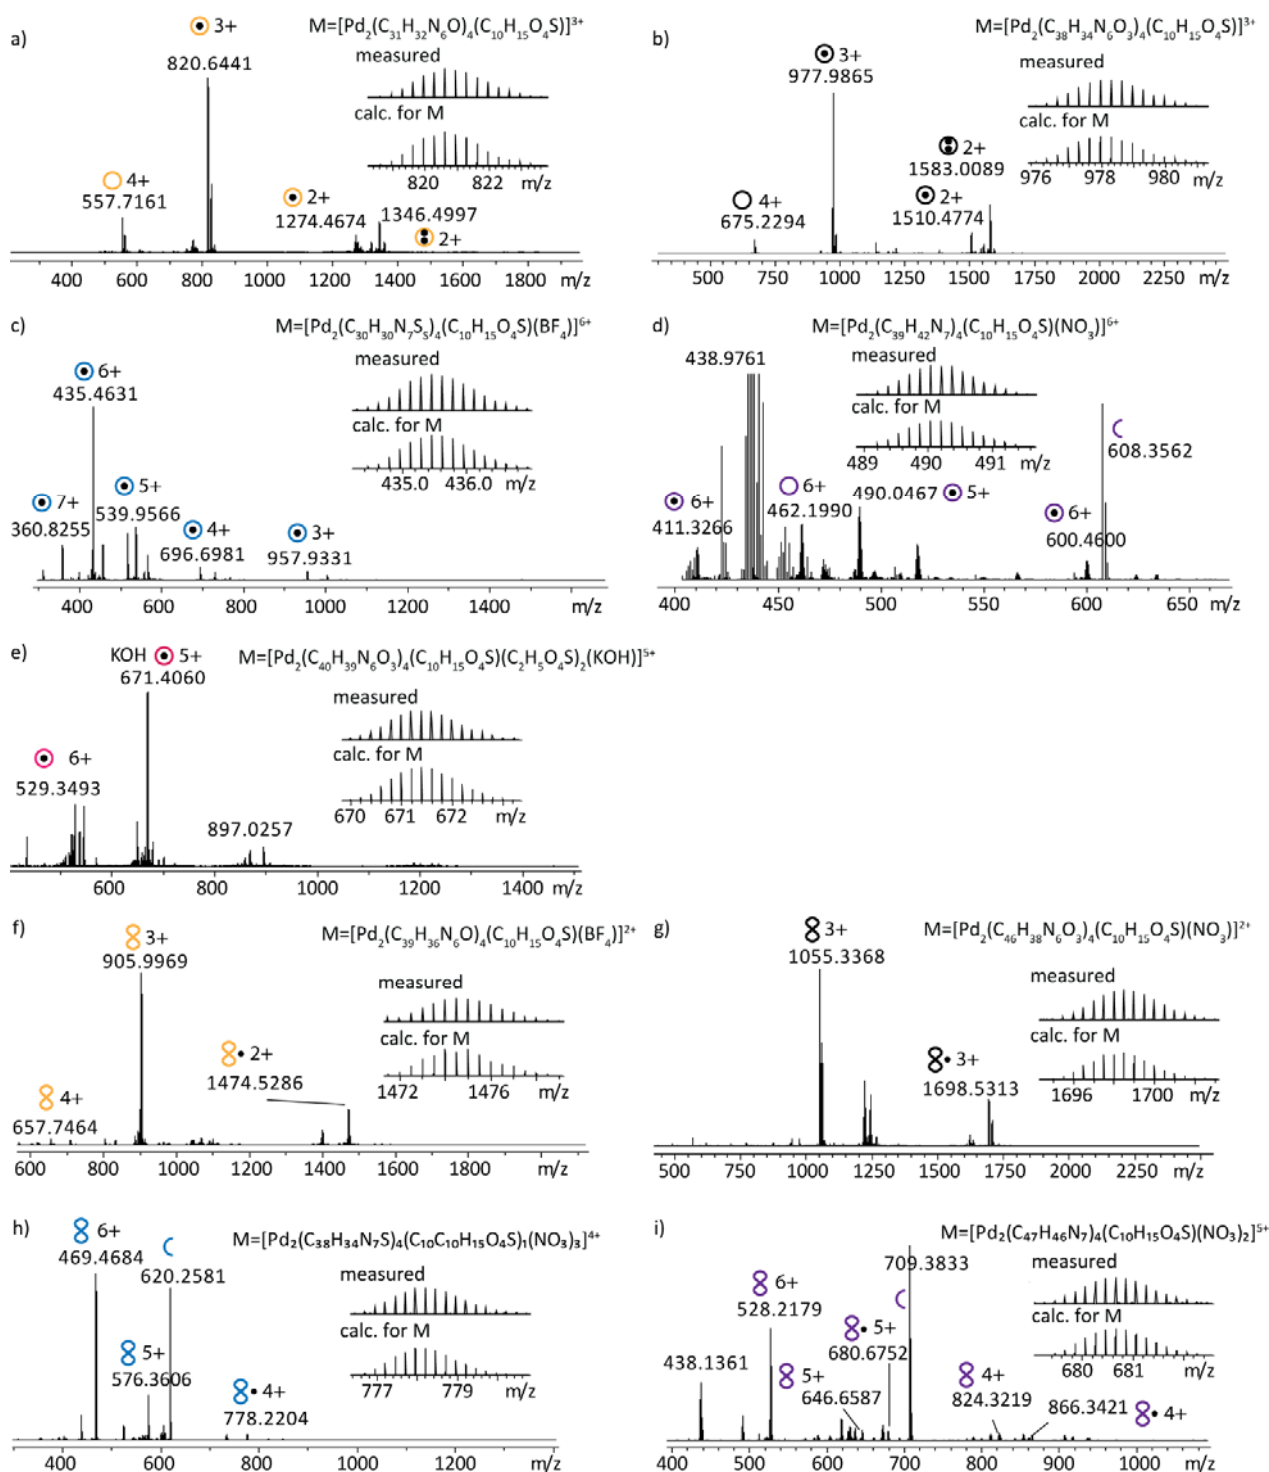 a)
3+
M=[Pd2(C31H32N6O)4(C10H15O4S)]3+
820.6441
measured
calc. for M
4+
557.7161
2+
1274.4674
1346.4997
2+
820 822 m/z
400 600 800 1000 1200 1400 1600 1800 m/z
b)
M=[Pd2(C38H34N6O3)4(C10H15O4S)]3+
3+
977.9865
measured
calc. for M
2+
1583.0089
2+
1510.4774
4+
675.2294
976 978 980 m/z
500 750 1000 1250 1500 1750 2000 2250 m/z
c)
M=[Pd2(C30H30N7SS)4(C10H15O4S)(BF4)]6+
measured
calc. for M
6+
435.4631
5+
539.9566
7+
360.8255
4+
696.6981
3+
957.9331
435.0 436.0 m/z
400 600 800 1000 1200 1400 m/z
d)
M=[Pd2(C39H42N7)4(C10H15O4S)(NO3)]6+
438.9761
measured
calc. for M
489 490 491 m/z
608.3562
6+
411.3266
6+
462.1990
490.0467
5+
6+
600.4600
400 450 500 550 600 650 m/z
e)
KOH
5+
671.4060
M=[Pd2(C40H39N6O3)4(C10H15O4S)(C2H5O4S)2(KOH)]5+
measured
calc. for M
6+
529.3493
670 671 672 m/z
897.0257
600 800 1000 1200 1400 m/z
f)
3+
905.9969
M=[Pd2(C39H36N6O)4(C10H15O4S)(BF4)]2+
measured
calc. for M
2+
1474.5286
1472 1476 m/z
4+
657.7464
600 800 1000 1200 1400 1600 1800 m/z
g)
3+
1055.3368
M=[Pd2(C46H38N6O3)4(C10H15O4S)(NO3)]2+
measured
calc. for M
3+
1698.5313
1696 1700 m/z
500 750 1000 1250 1500 1750 2000 2250 m/z
h)
6+
469.4684
M=[Pd2(C38H34N7S)4(C10C10H15O4S)1(NO3)3]4+
620.2581
measured
calc. for M
5+
576.3606
4+
778.2204
777 779 m/z
400 600 800 1000 1200 m/z
i)
M=[Pd2(C47H46N7)4(C10H15O4S)(NO3)2]5+
709.3833
measured
calc. for M
6+
528.2179
5+
680.6752
438.1361
5+
646.6587
4+
824.3219
866.3421
4+
680 681 m/z
400 500 600 700 800 900 1000 m/z